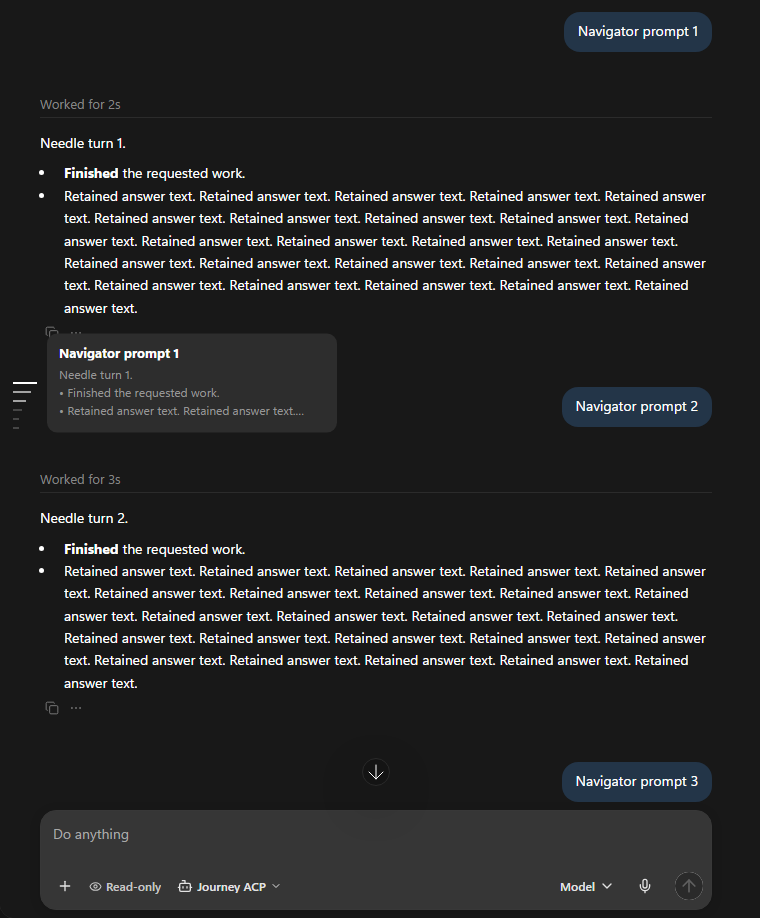 Navigator prompt 1
Worked for 2s
Needle turn 1.
• Finished the requested work.
• Retained answer text. Retained answer text. Retained answer text. Retained answer text. Retained answer
text. Retained answer text. Retained answer text. Retained answer text. Retained answer text. Retained
answer text. Retained answer text. Retained answer text. Retained answer text. Retained answer text.
Retained answer text. Retained answer text. Retained answer text. Retained answer text. Retained answer
text. Retained answer text. Retained answer text. Retained answer text. Retained answer text. Retained
answer text.
Navigator prompt 1
Needle turn 1.
• Finished the requested work.
• Retained answer text. Retained answer text....
Navigator prompt 2
Worked for 3s
Needle turn 2.
• Finished the requested work.
• Retained answer text. Retained answer text. Retained answer text. Retained answer text. Retained answer
text. Retained answer text. Retained answer text. Retained answer text. Retained answer text. Retained
answer text. Retained answer text. Retained answer text. Retained answer text. Retained answer text.
Retained answer text. Retained answer text. Retained answer text. Retained answer text. Retained answer
text. Retained answer text. Retained answer text. Retained answer text. Retained answer text. Retained
answer text.
Navigator prompt 3
Do anything
Read-only Journey ACP Model